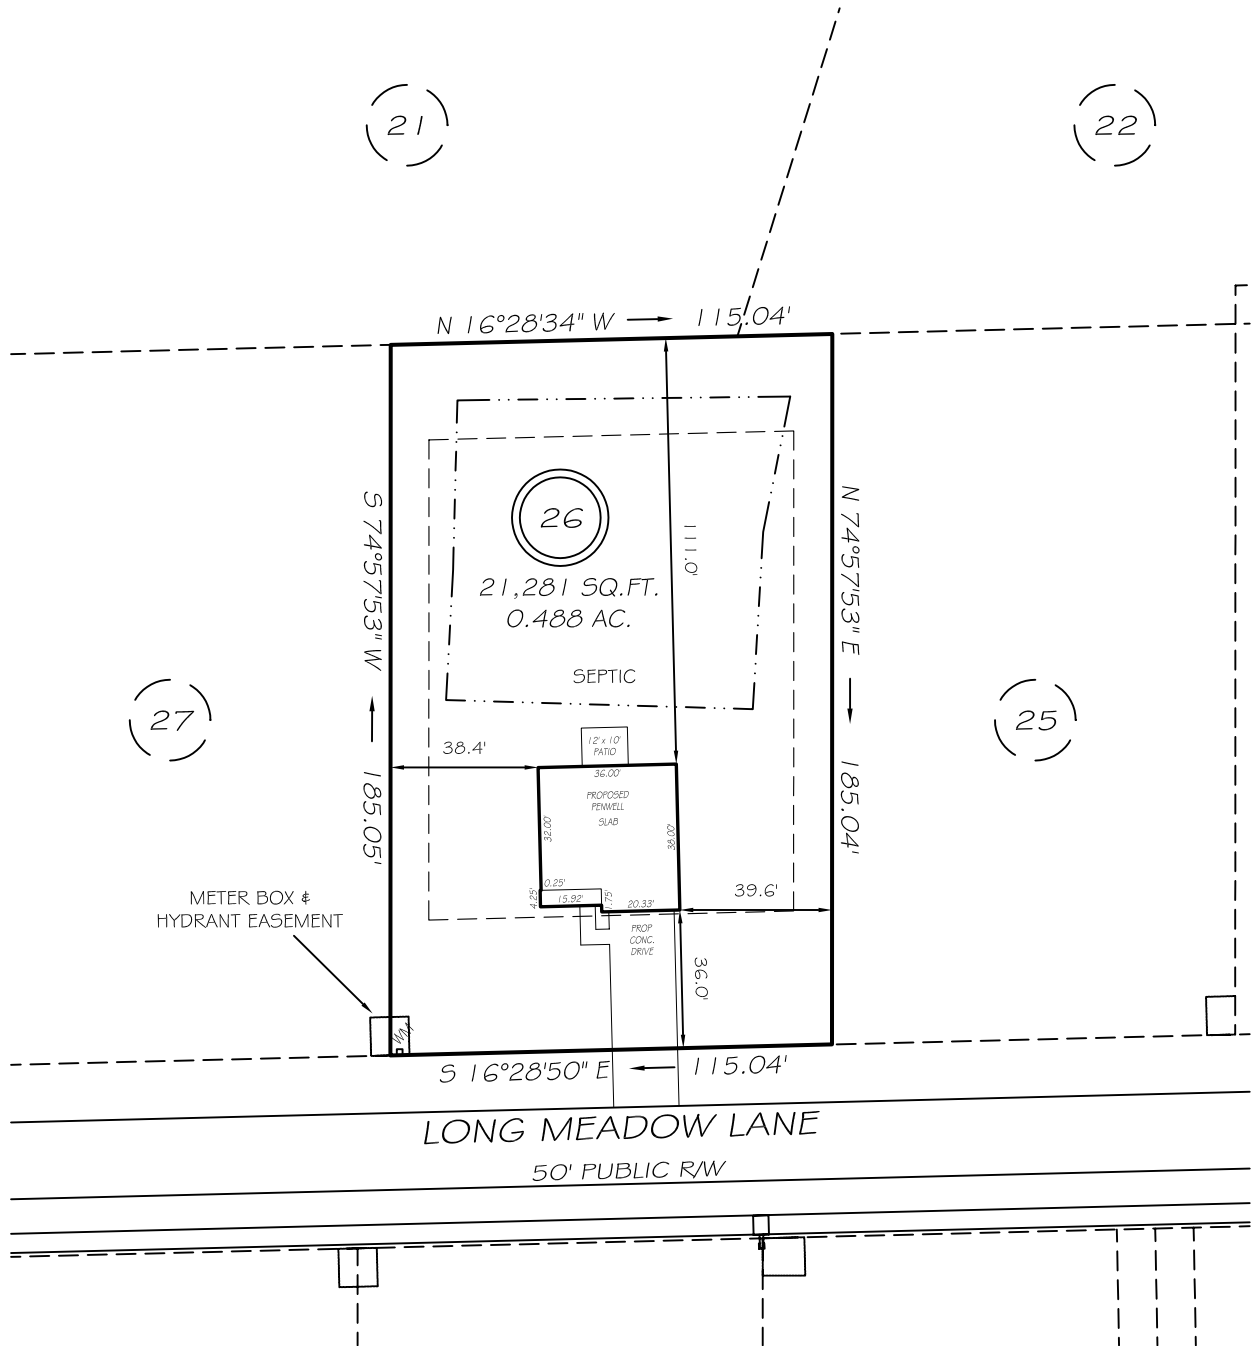 21
22
N 16°28'34" W 115.04'
S 74°57'53" W 185.05'
N 74°57'53" E 185.04'
111.0'
26
21,281 SQ.FT.
0.488 AC.
SEPTIC
27
25
38.4'
12' x 10'
PATIO
36.00'
PROPOSED
PENWELL
SLAB
32.00'
38.00'
0.25'
4.25'
15.92'
1.75'
20.33'
39.6'
METER BOX &
HYDRANT EASEMENT
PROP
CONC.
DRIVE
36.0'
WM
S 16°28'50" E 115.04'
LONG MEADOW LANE
50' PUBLIC R/W